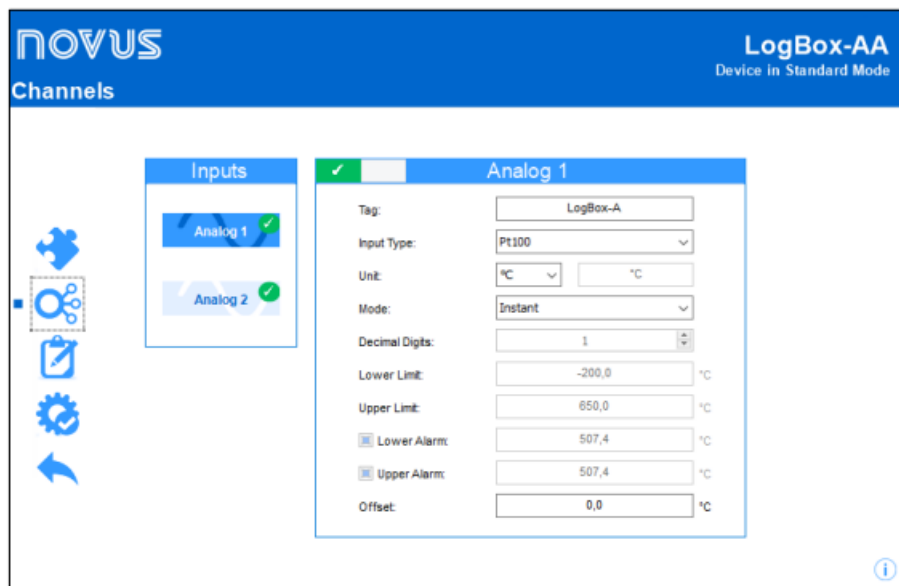 NOVUS
LogBox-AA
Device in Standard Mode
Channels
Inputs
Analog 1
Analog 2
Analog 1
Tag: LogBox-A
Input Type: Pt100
Unit: °C °C
Mode: Instant
Decimal Digits: 1
Lower Limit: -200,0 °C
Upper Limit: 650,0 °C
Lower Alarm: 507,4 °C
Upper Alarm: 507,4 °C
Offset: 0,0 °C
i